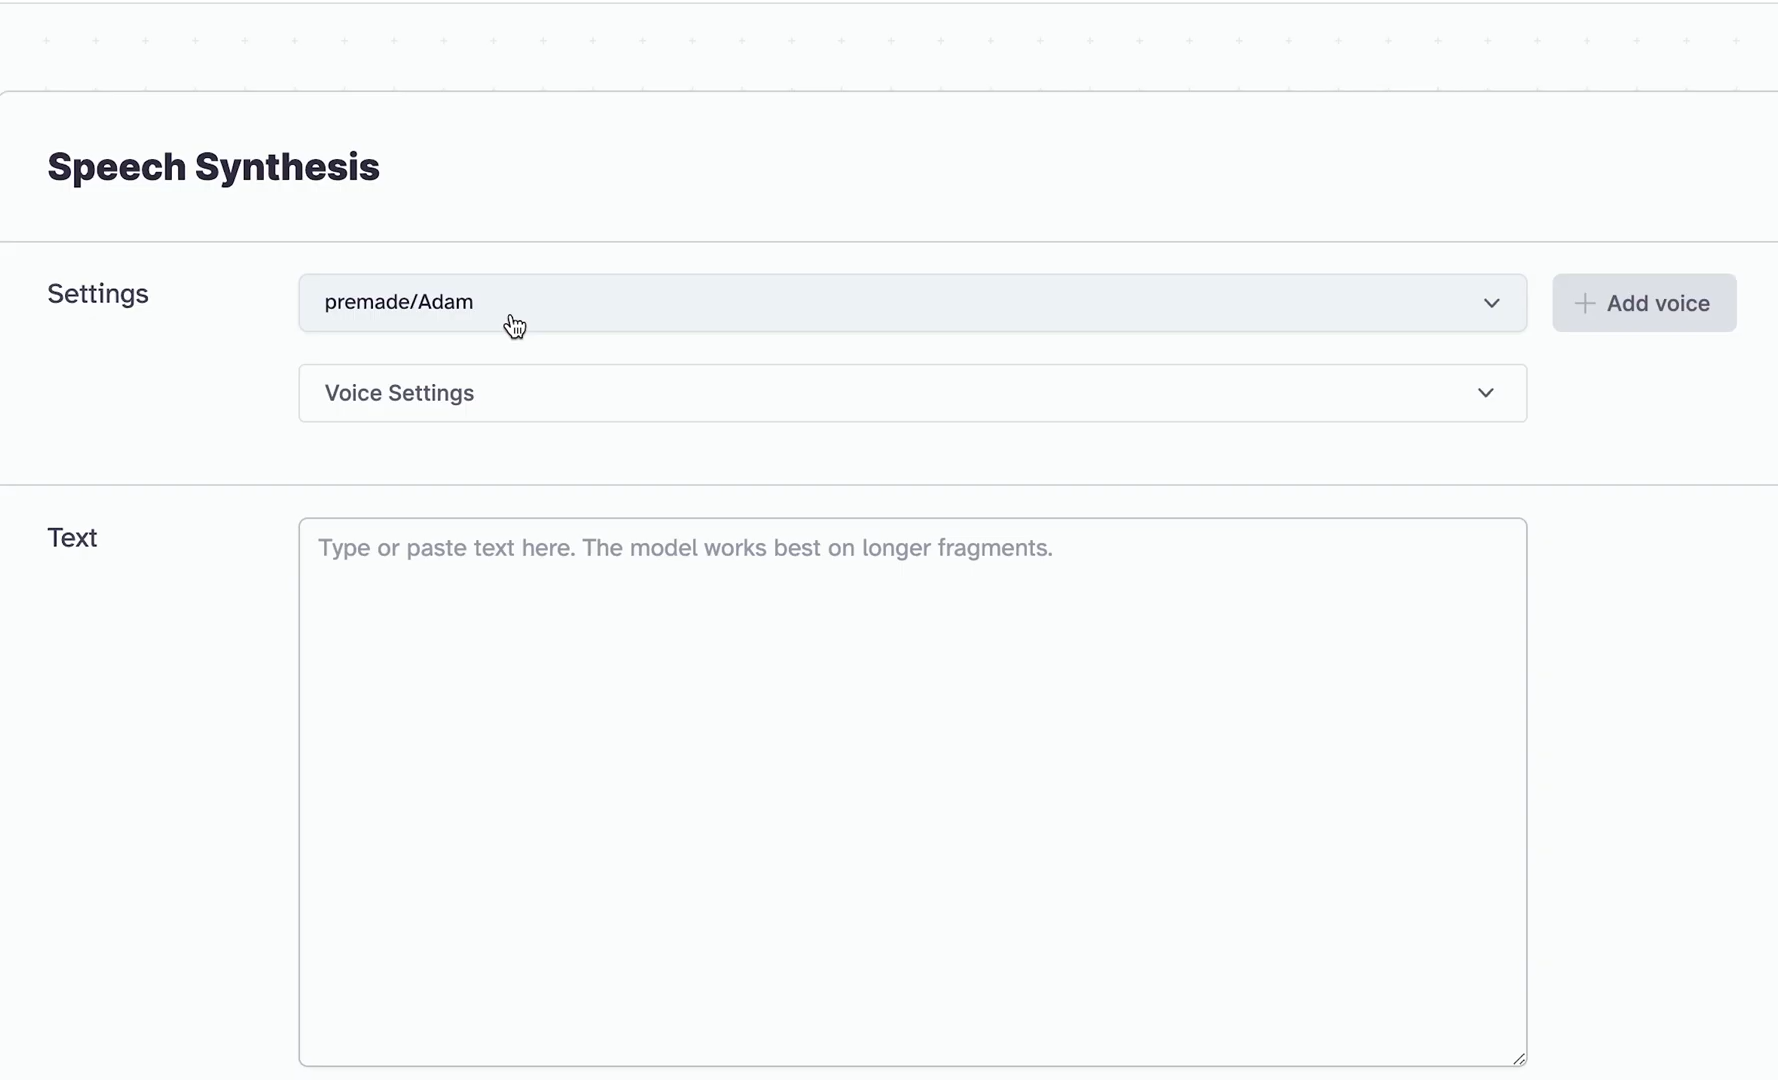 Speech Synthesis
Settings
premade/Adam
Add voice
Voice Settings
Text
Type or paste text here. The model works best on longer fragments.